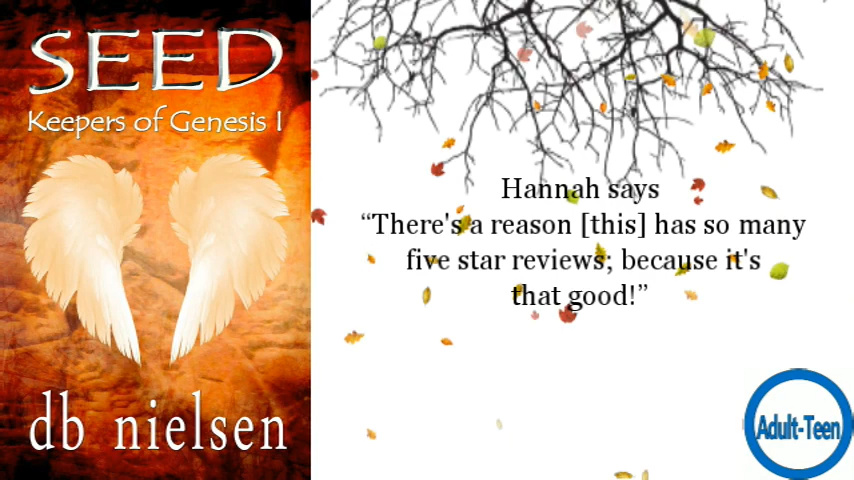 SEED
Keepers of Genesis I
db nielsen
Hannah says
“There's a reason [this] has so many
five star reviews; because it's
that good!”
Adult-Teen